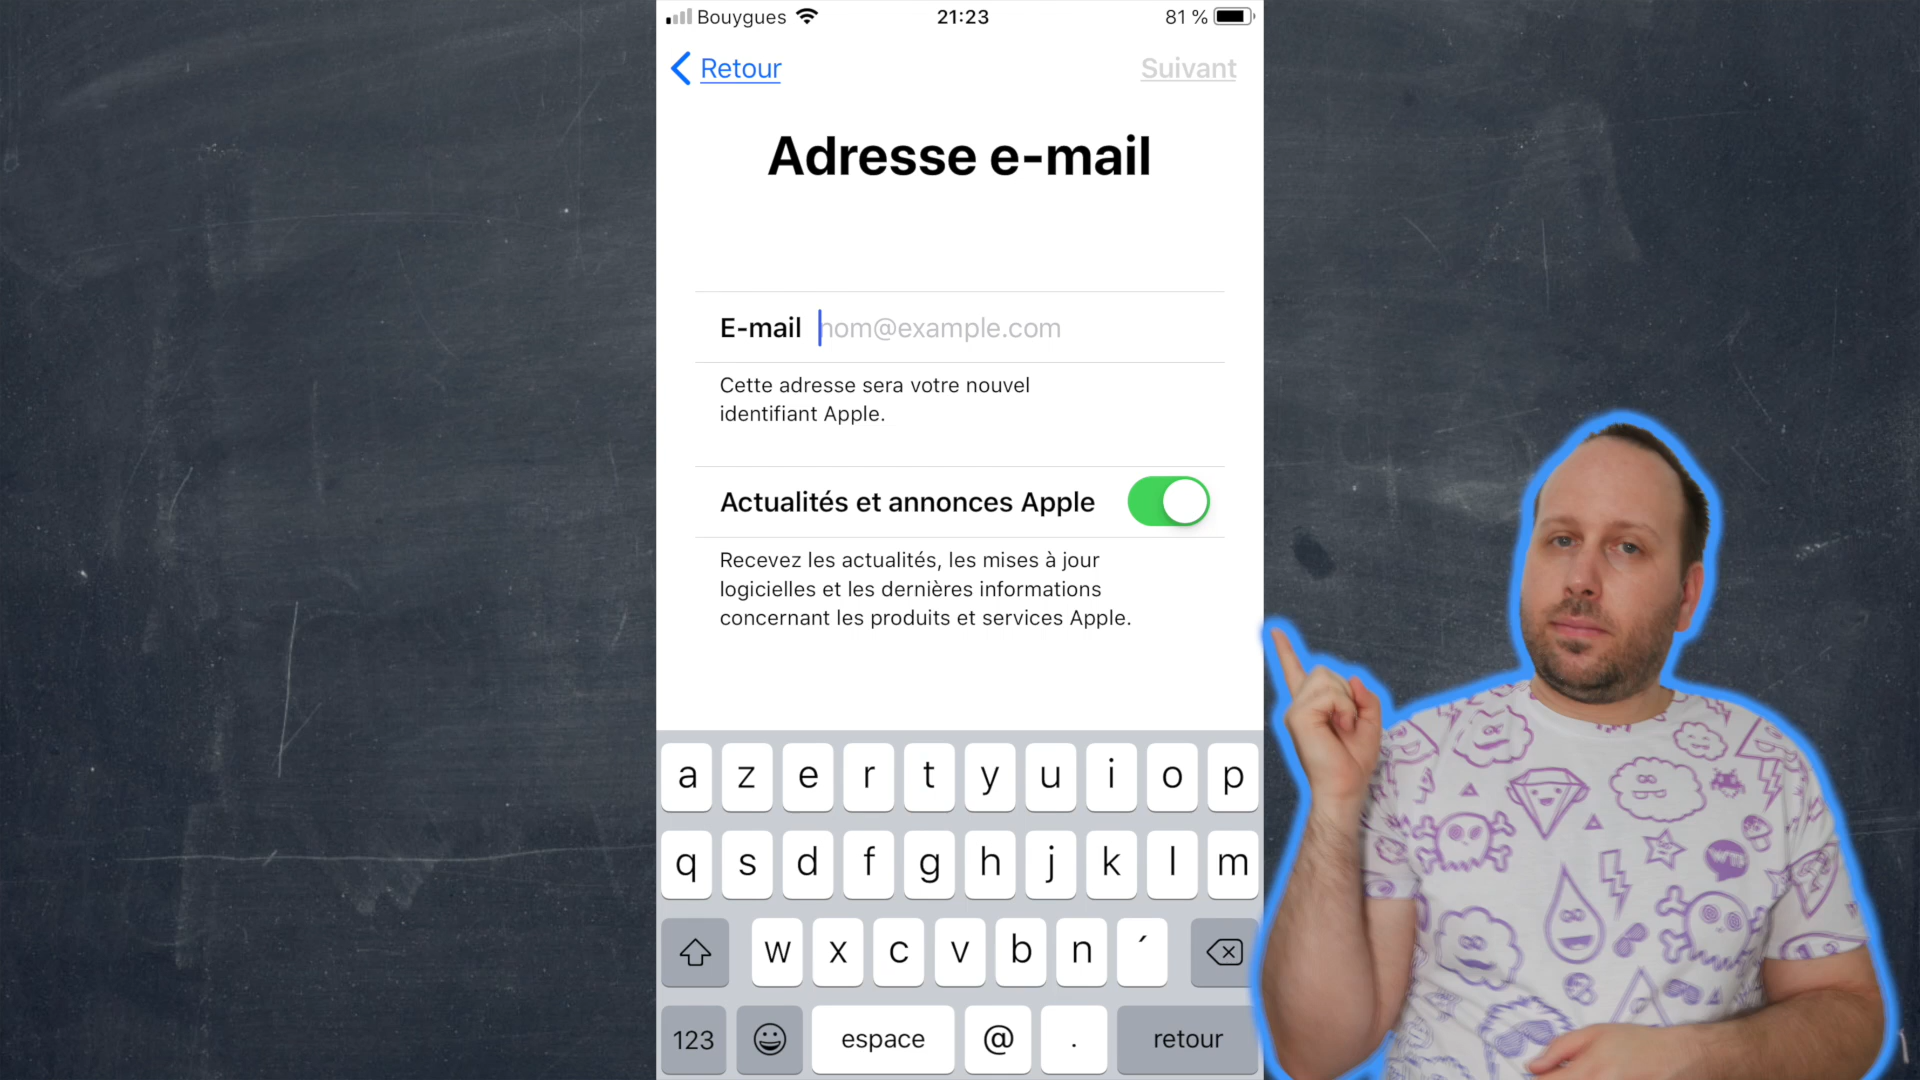 Bouygues 21:23 81 %
Retour Suivant
Adresse e-mail
E-mail nom@example.com
Cette adresse sera votre nouvel
identifiant Apple.
Actualités et annonces Apple
Recevez les actualités, les mises à jour
logicielles et les dernières informations
concernant les produits et services Apple.
a z e r t y u i o p
q s d f g h j k l m
w x c v b n ´
123 espace @ . retour